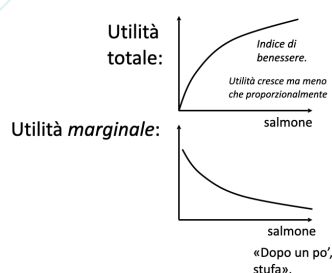 Utilità
totale:
Indice di
benessere.
Utilità cresce ma meno
che proporzionalmente
salmone
Utilità marginale:
salmone
«Dopo un po',
stufa».